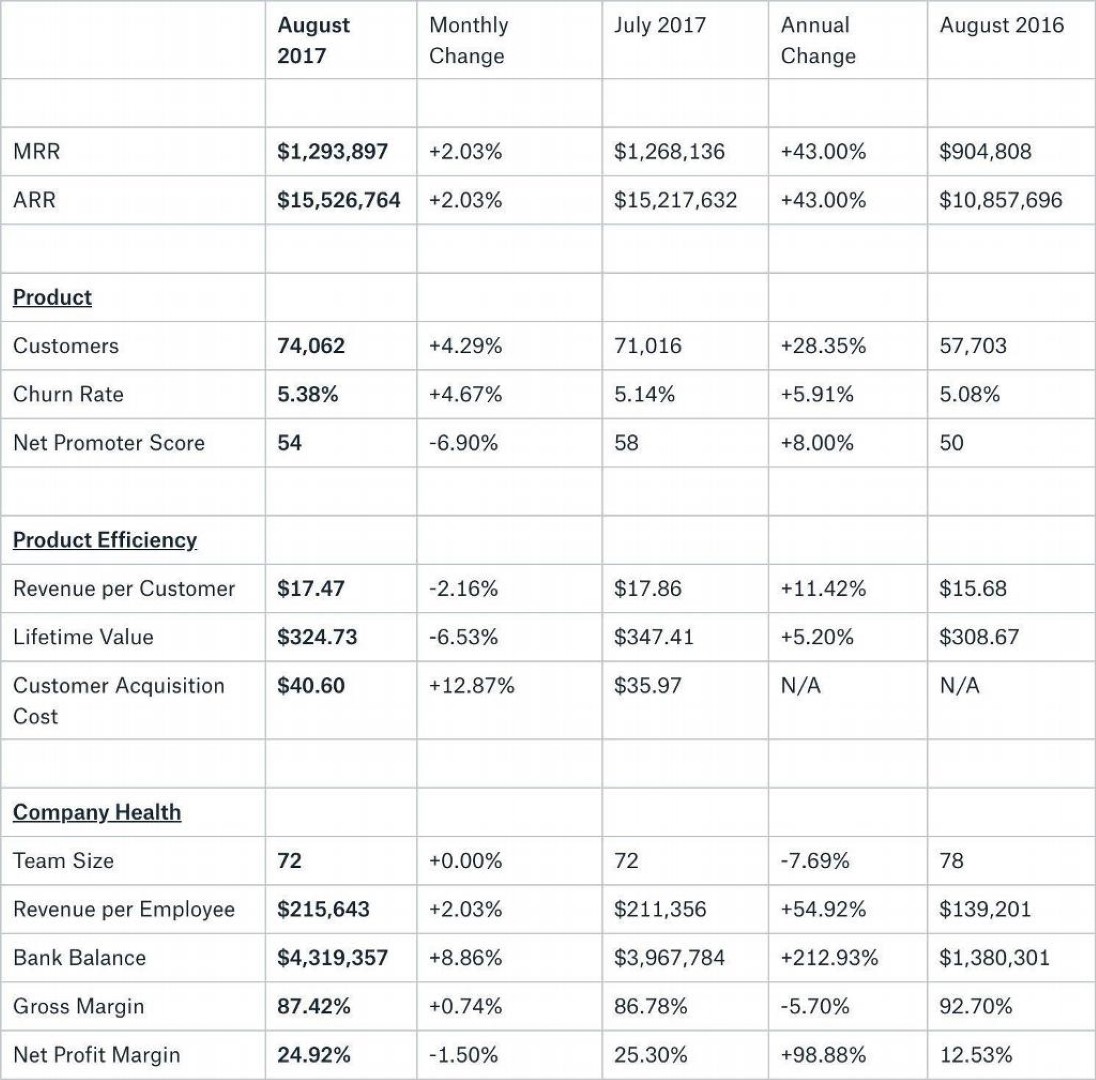 August 2017 Monthly Change July 2017 Annual Change August 2016
MRR $1,293,897 +2.03% $1,268,136 +43.00% $904,808
ARR $15,526,764 +2.03% $15,217,632 +43.00% $10,857,696
Product
Customers 74,062 +4.29% 71,016 +28.35% 57,703
Churn Rate 5.38% +4.67% 5.14% +5.91% 5.08%
Net Promoter Score 54 -6.90% 58 +8.00% 50
Product Efficiency
Revenue per Customer $17.47 -2.16% $17.86 +11.42% $15.68
Lifetime Value $324.73 -6.53% $347.41 +5.20% $308.67
Customer Acquisition Cost $40.60 +12.87% $35.97 N/A N/A
Company Health
Team Size 72 +0.00% 72 -7.69% 78
Revenue per Employee $215,643 +2.03% $211,356 +54.92% $139,201
Bank Balance $4,319,357 +8.86% $3,967,784 +212.93% $1,380,301
Gross Margin 87.42% +0.74% 86.78% -5.70% 92.70%
Net Profit Margin 24.92% -1.50% 25.30% +98.88% 12.53%